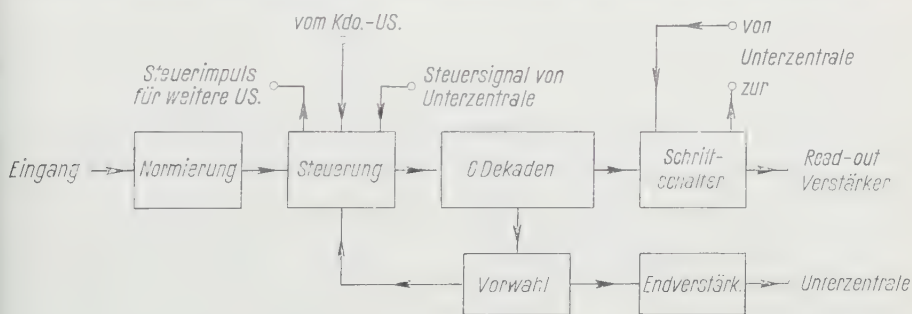 vom Kdo.-US.
von
Steuerimpuls
für weitere US.
Steuersignal von
Unterzentrale
Unterzentrale
zur
Eingang
Normierung
Steuerung
6 Dekaden
Schrift-
schalter
Read-out
Verstärker
Vorwahl
Endverstärk.
Unterzentrale